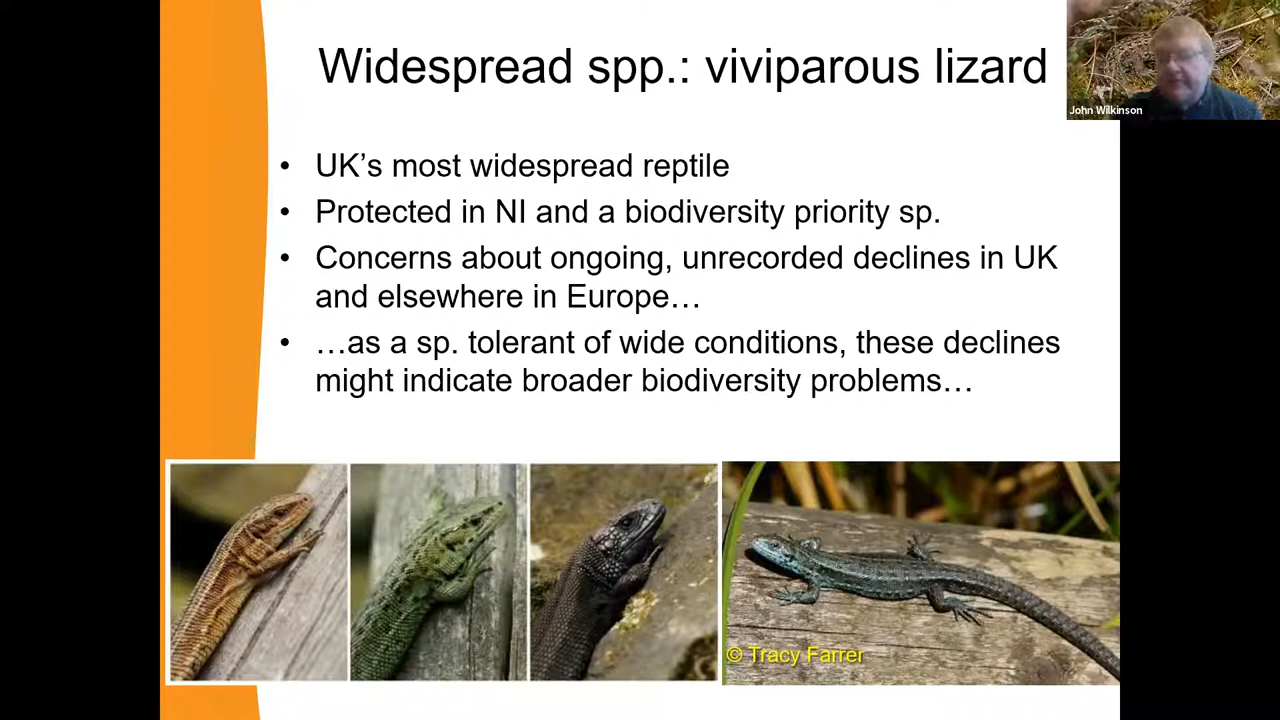 Widespread spp.: viviparous lizard
John Wilkinson
• UK’s most widespread reptile
• Protected in NI and a biodiversity priority sp.
• Concerns about ongoing, unrecorded declines in UK
and elsewhere in Europe…
• …as a sp. tolerant of wide conditions, these declines
might indicate broader biodiversity problems…
© Tracy Farrer